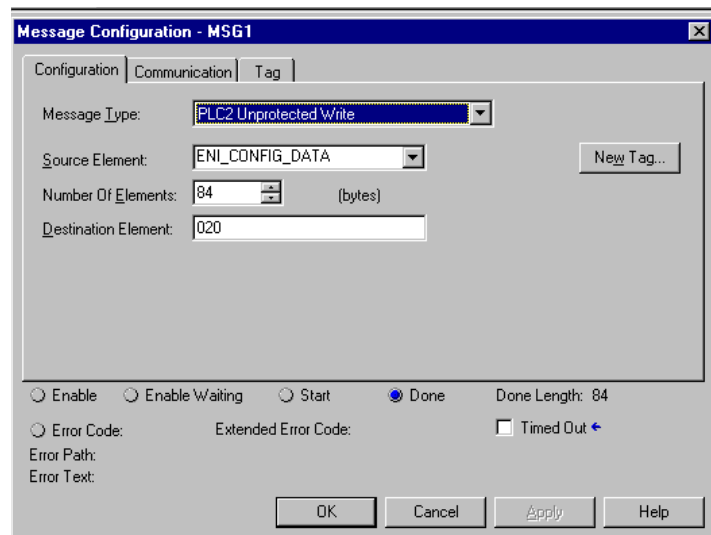 Message Configuration - MSG1
Configuration Communication Tag
Message Type: PLC2 Unprotected Write
Source Element: ENI_CONFIG_DATA New Tag...
Number Of Elements: 84 (bytes)
Destination Element: 020
Enable Enable Waiting Start Done Done Length: 84
Error Code: Extended Error Code: Timed Out
Error Path:
Error Text:
OK Cancel Apply Help